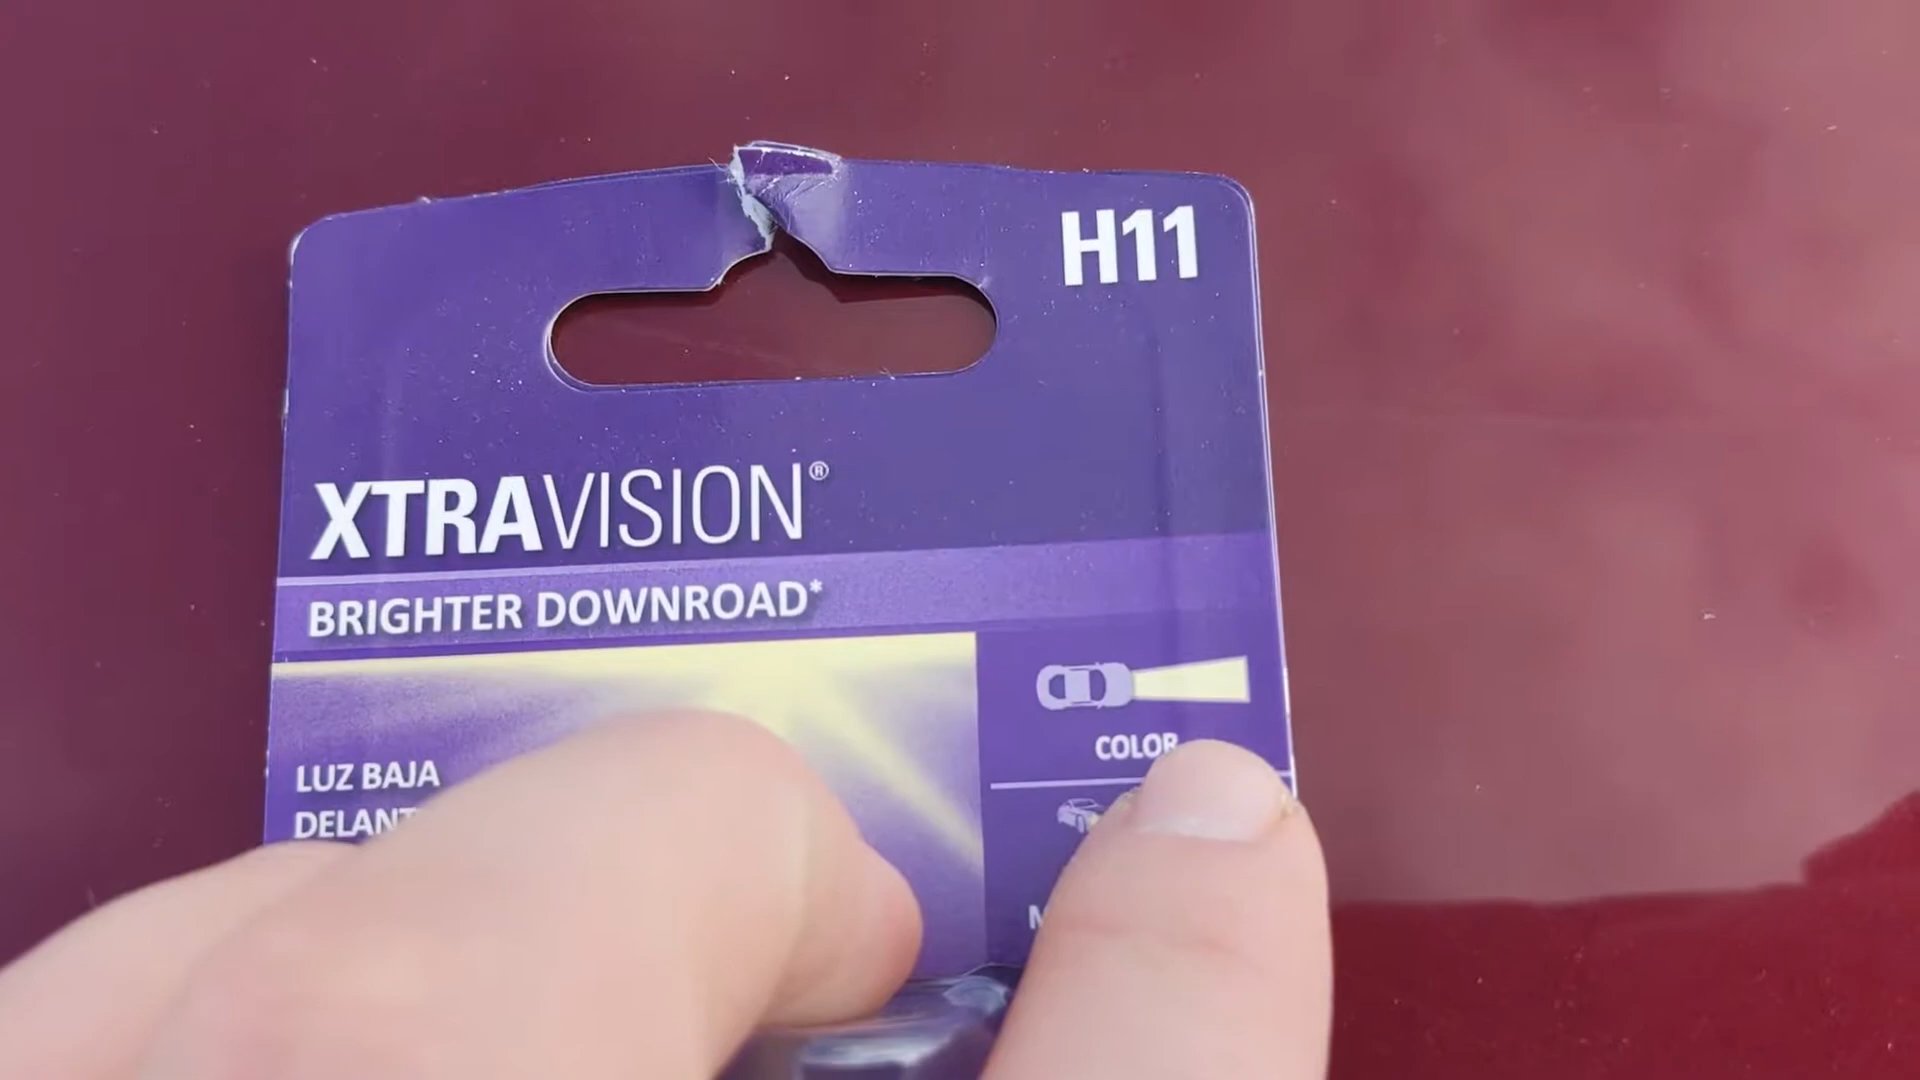 H11
XTRAVISION®
BRIGHTER DOWNROAD*
COLOR
LUZ BAJA